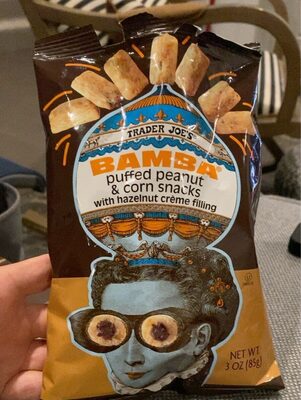 TRADER JOE'S
BAMBA
puffed peanut
& corn snacks
with hazelnut crème filling
NET WT
3 OZ (85g)